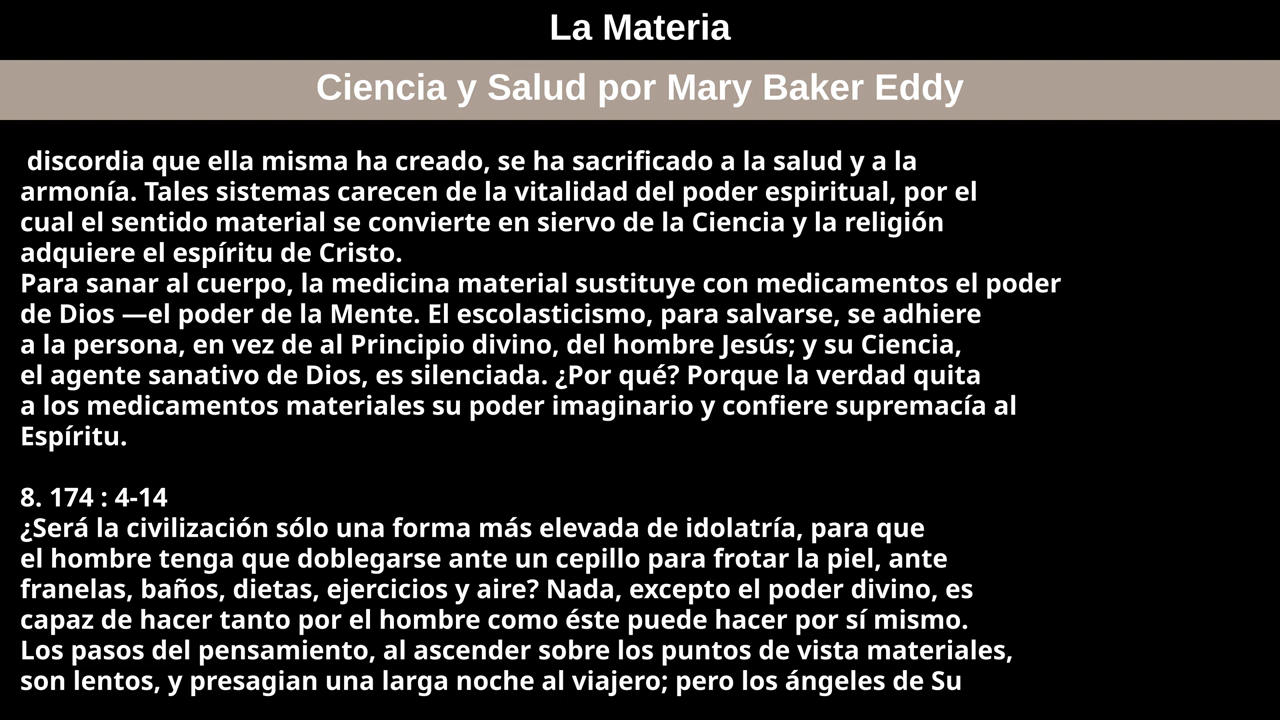 La Materia
Ciencia y Salud por Mary Baker Eddy
discordia que ella misma ha creado, se ha sacrificado a la salud y a la
armonía. Tales sistemas carecen de la vitalidad del poder espiritual, por el
cual el sentido material se convierte en siervo de la Ciencia y la religión
adquiere el espíritu de Cristo.
Para sanar al cuerpo, la medicina material sustituye con medicamentos el poder
de Dios —el poder de la Mente. El escolasticismo, para salvarse, se adhiere
a la persona, en vez de al Principio divino, del hombre Jesús; y su Ciencia,
el agente sanativo de Dios, es silenciada. ¿Por qué? Porque la verdad quita
a los medicamentos materiales su poder imaginario y confiere supremacía al
Espíritu.
8. 174 : 4-14
¿Será la civilización sólo una forma más elevada de idolatría, para que
el hombre tenga que doblegarse ante un cepillo para frotar la piel, ante
franelas, baños, dietas, ejercicios y aire? Nada, excepto el poder divino, es
capaz de hacer tanto por el hombre como éste puede hacer por sí mismo.
Los pasos del pensamiento, al ascender sobre los puntos de vista materiales,
son lentos, y presagian una larga noche al viajero; pero los ángeles de Su